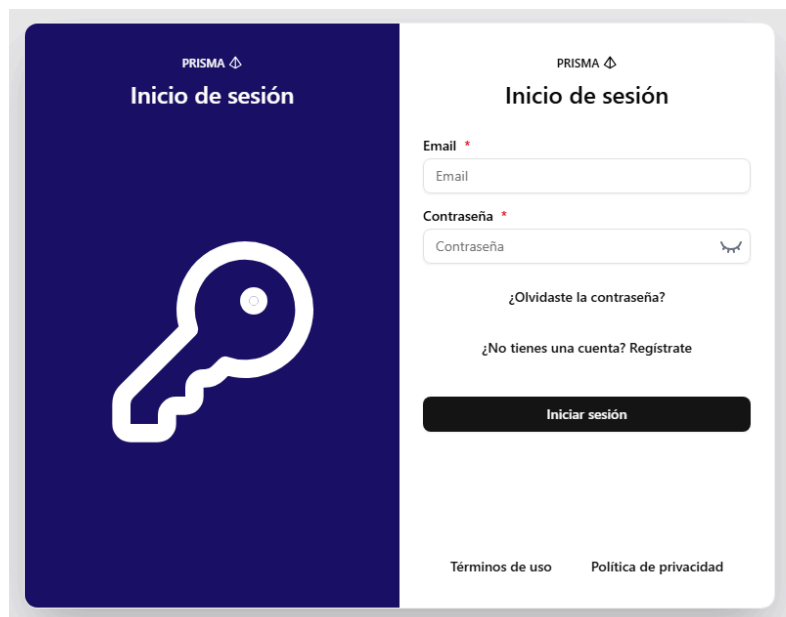 PRISMA
Inicio de sesión
PRISMA
Inicio de sesión
Email *
Email
Contraseña *
Contraseña
¿Olvidaste la contraseña?
¿No tienes una cuenta? Regístrate
Iniciar sesión
Términos de uso
Política de privacidad